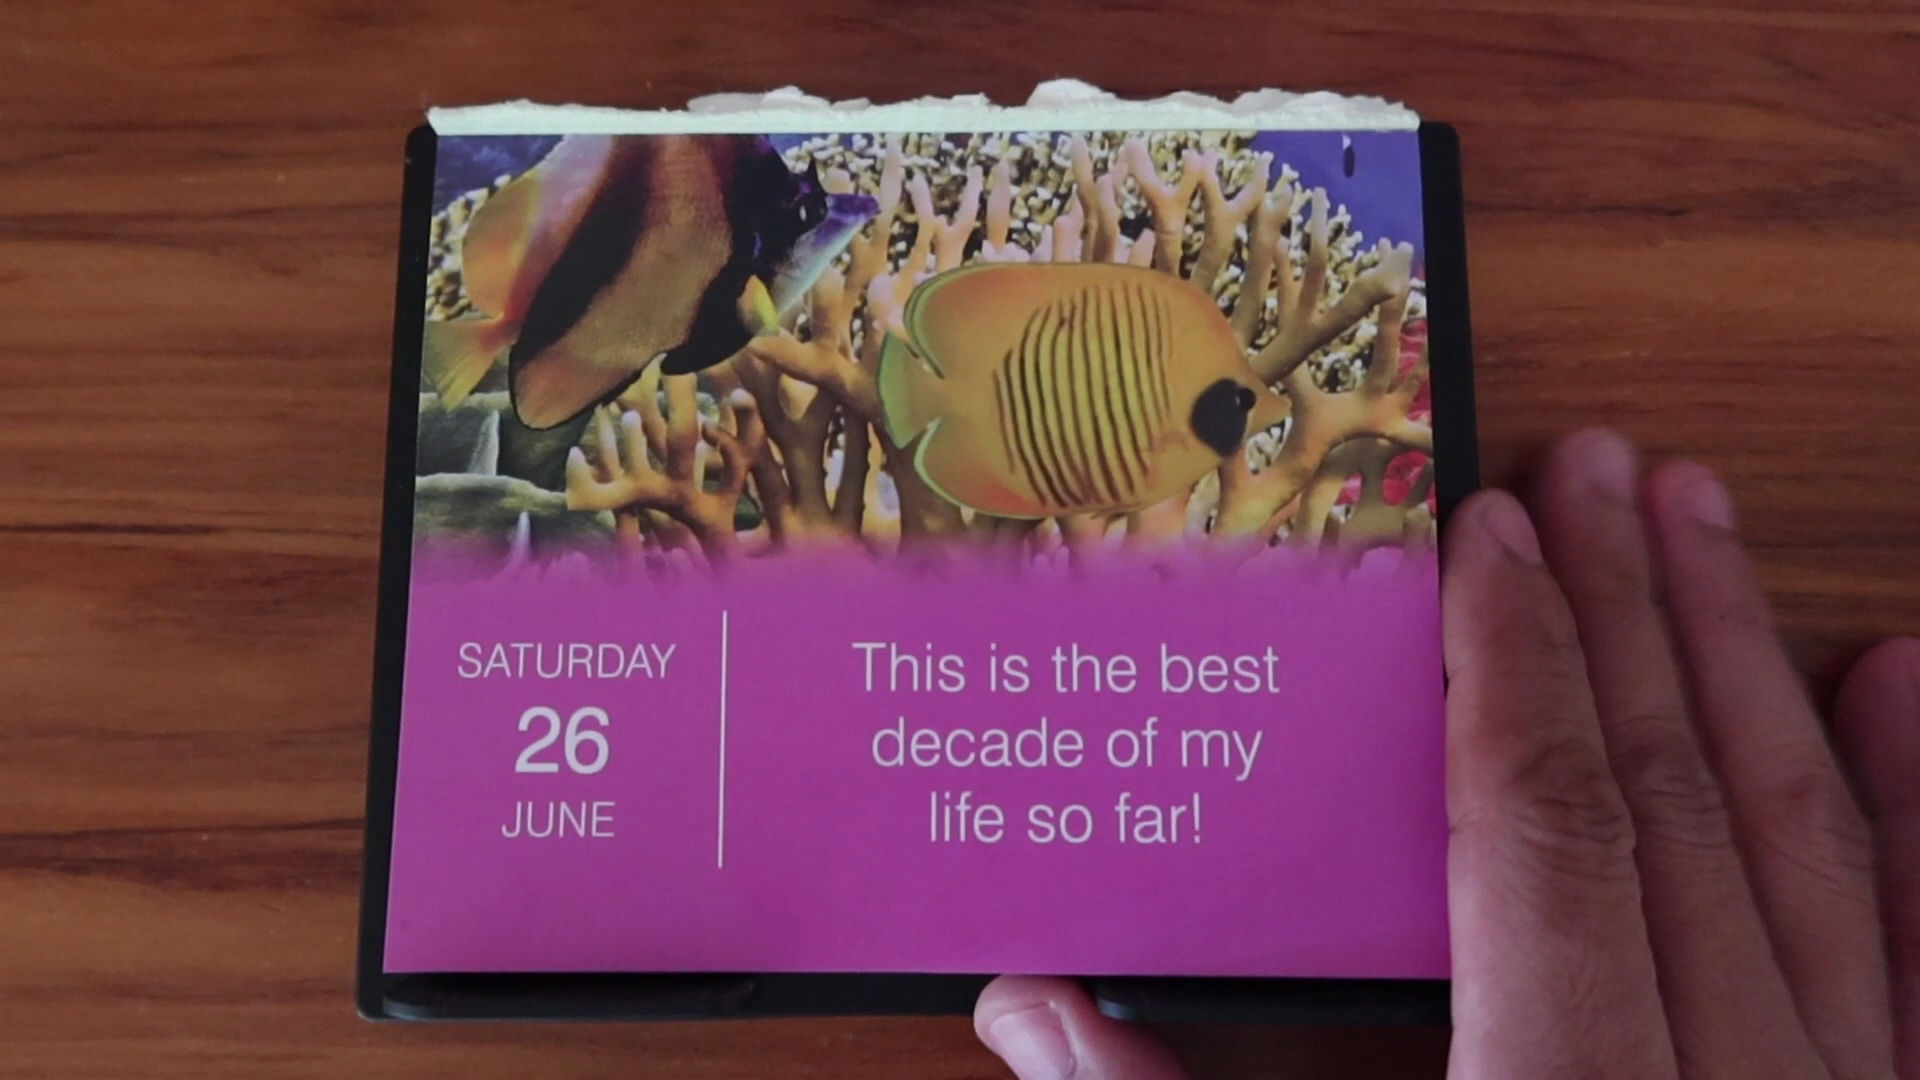 SATURDAY
26
JUNE
This is the best
decade of my
life so far!